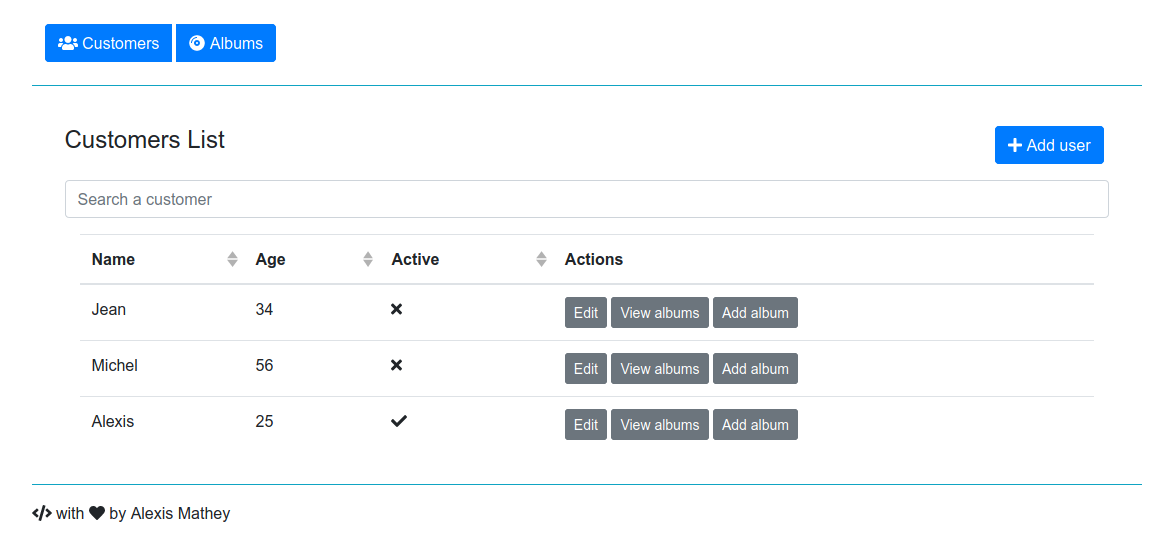 Customers Albums
Customers List
Add user
Search a customer
Name Age Active Actions
Jean 34 Edit View albums Add album
Michel 56 Edit View albums Add album
Alexis 25 Edit View albums Add album
with by Alexis Mathey